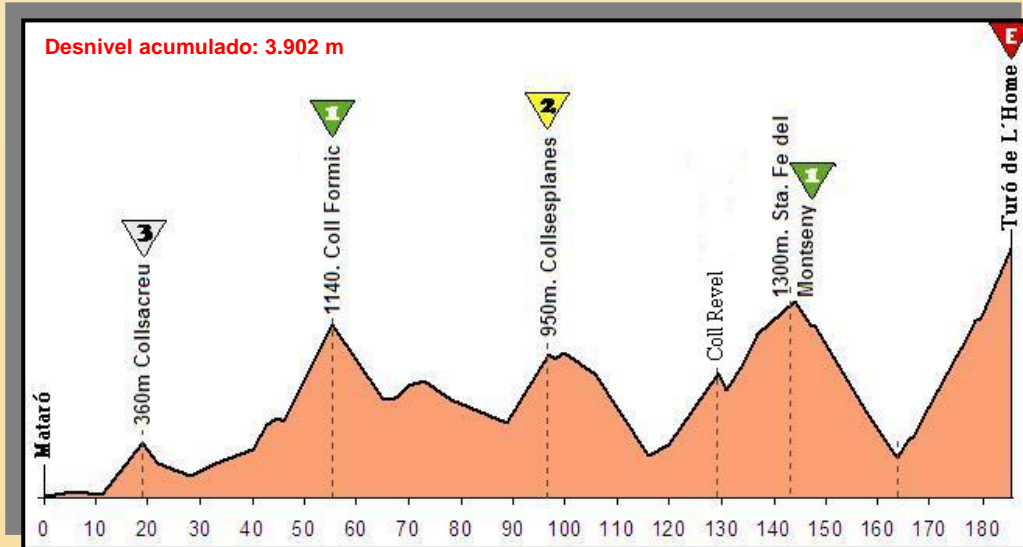 Desnivel acumulado: 3.902 m
Mataró
3
360m Collsacreu
1
1140. Coll Formic
2
950m. Collsesplanes
Coll Revel
1300m. Sta. Fe del
Montseny
1
E
Turó de L´Home
0 10 20 30 40 50 60 70 80 90 100 110 120 130 140 150 160 170 180